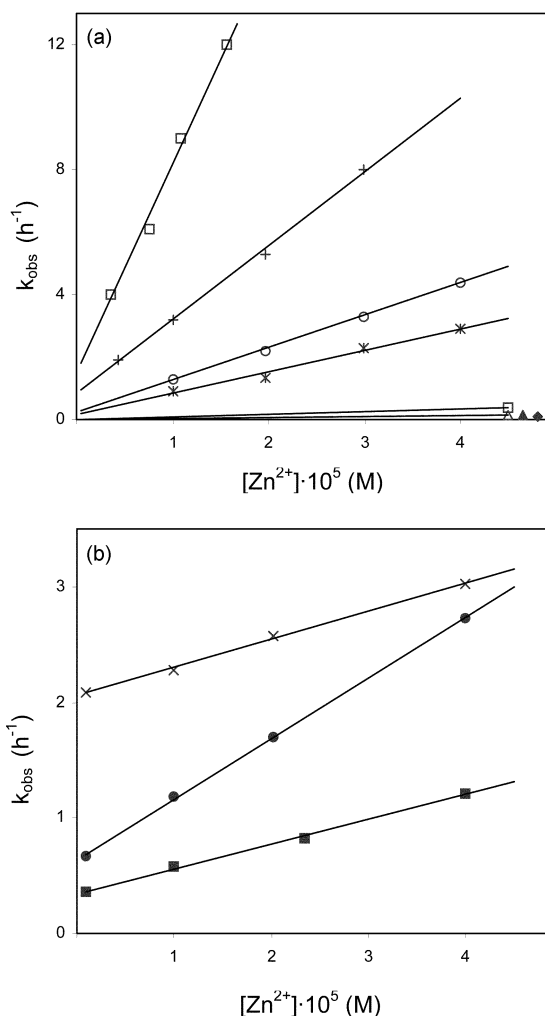 (a)
12
8
4
0
k_obs (h⁻¹)
1 2 3 4
[Zn²⁺]·10⁵ (M)
(b)
3
2
1
0
k_obs (h⁻¹)
1 2 3 4
[Zn²⁺]·10⁵ (M)